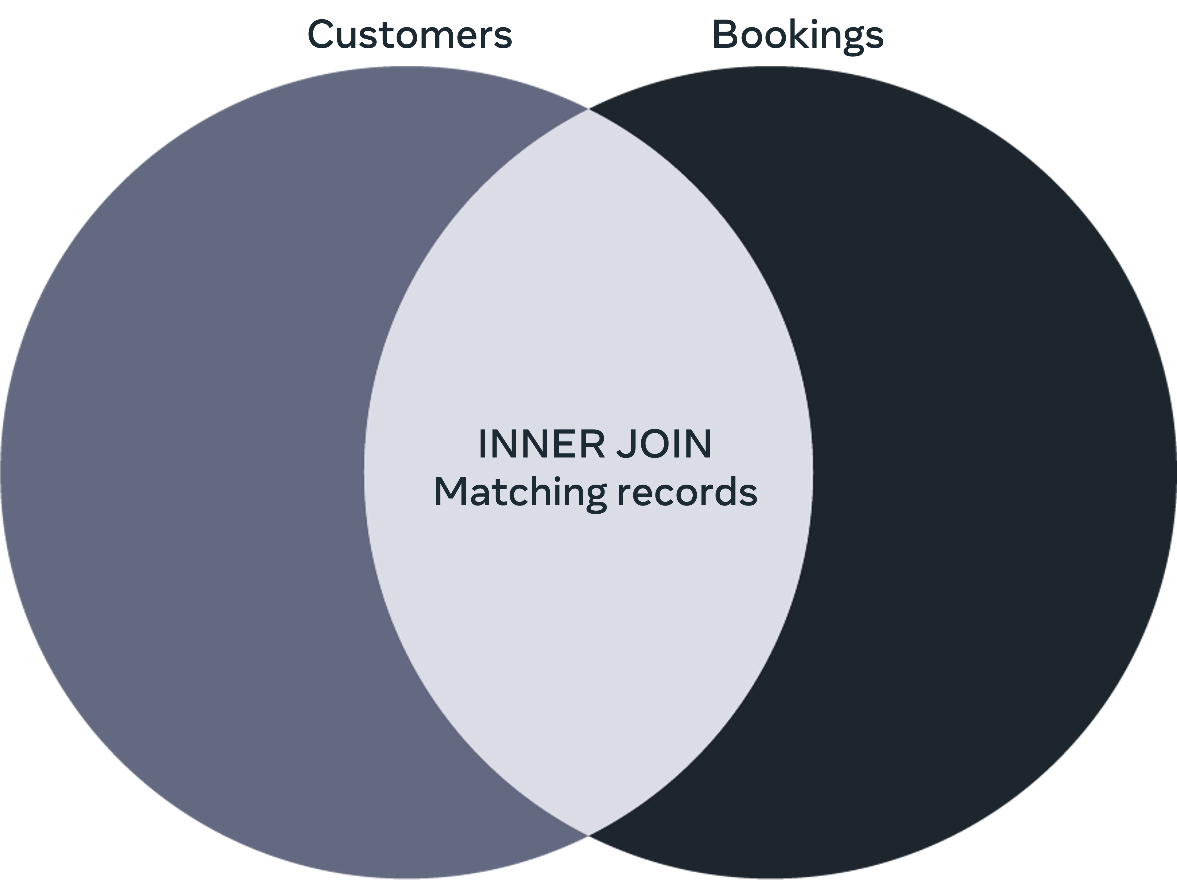 Customers
Bookings
INNER JOIN
Matching records